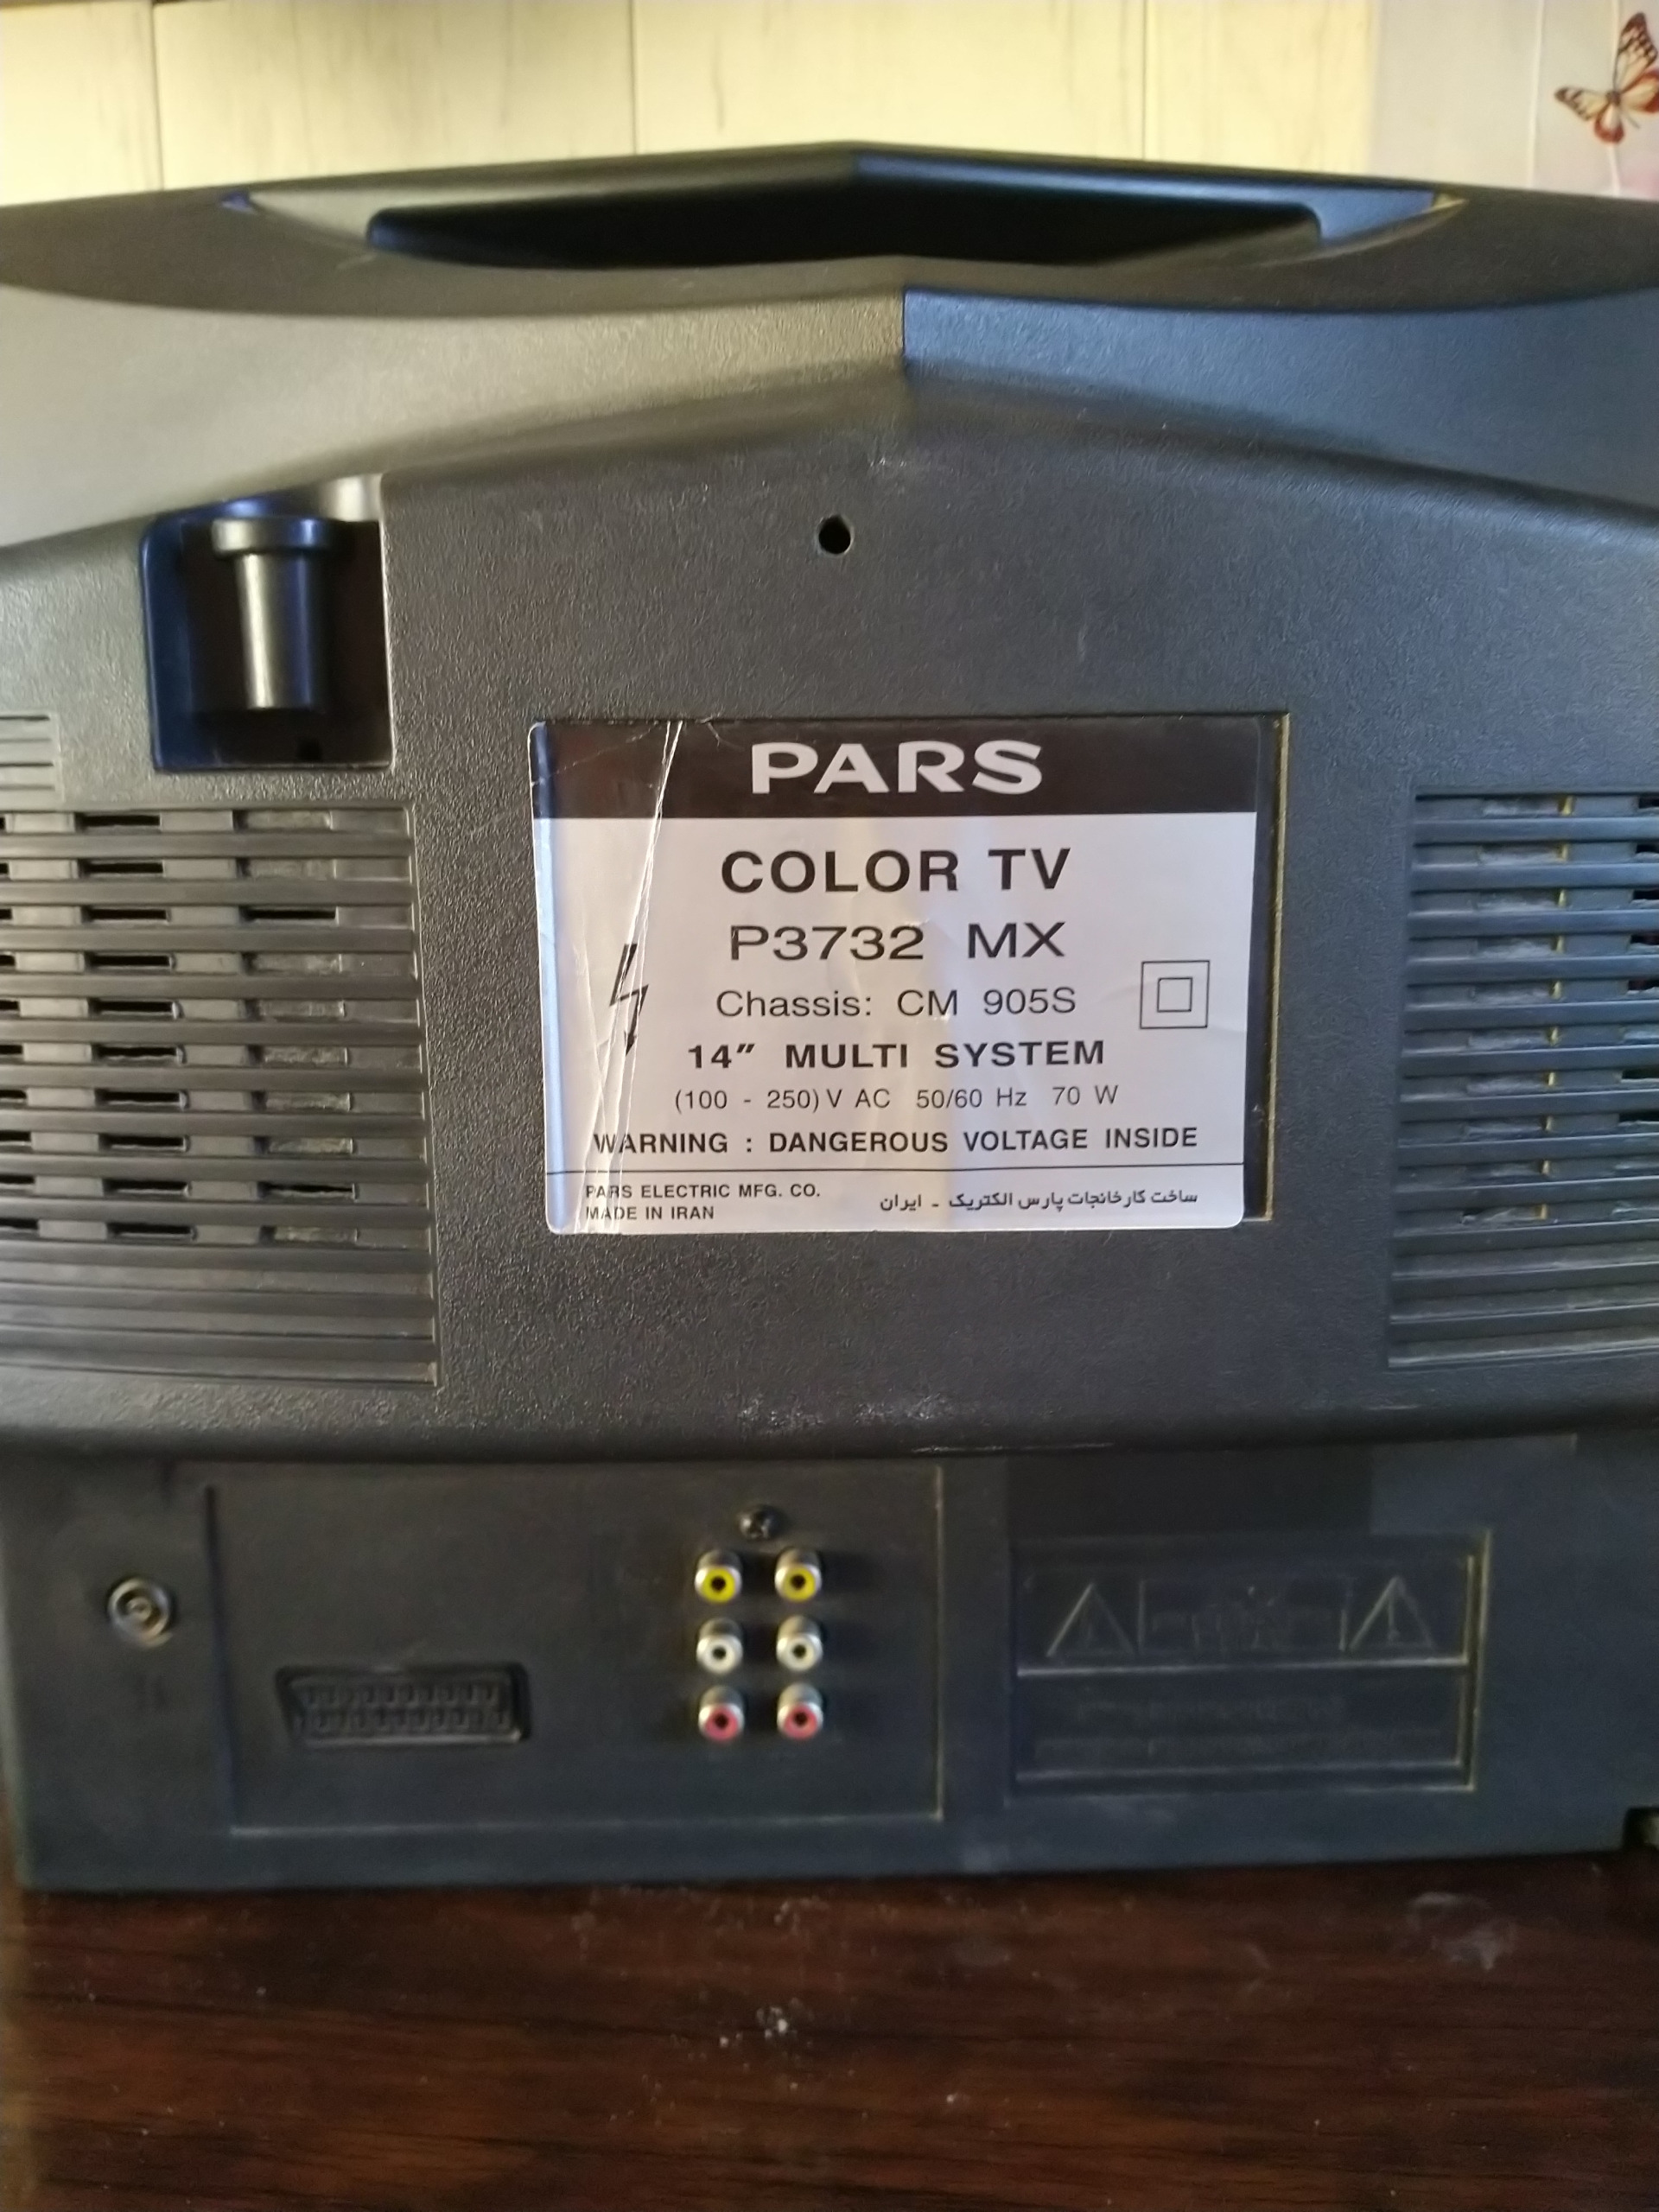 PARS
COLOR TV
P3732 MX
Chassis: CM 905S
14″ MULTI SYSTEM
(100 - 250) V AC 50/60 Hz 70 W
WARNING : DANGEROUS VOLTAGE INSIDE
PARS ELECTRIC MFG. CO.
MADE IN IRAN
ساخت کارخانجات پارس الکتریک - ایران